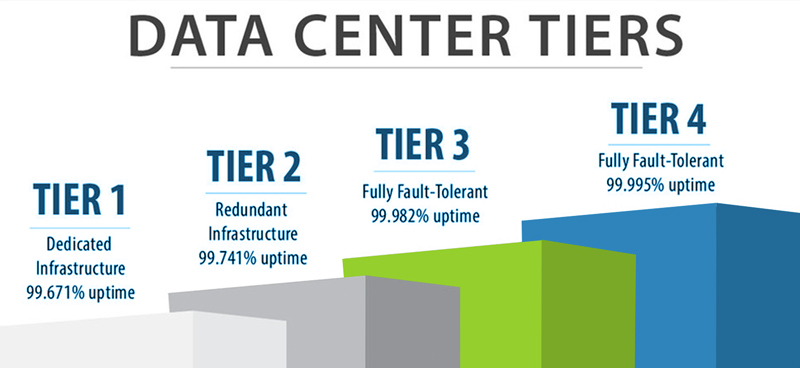 DATA CENTER TIERS
TIER 1
Dedicated
Infrastructure
99.671% uptime
TIER 2
Redundant
Infrastructure
99.741% uptime
TIER 3
Fully Fault-Tolerant
99.982% uptime
TIER 4
Fully Fault-Tolerant
99.995% uptime